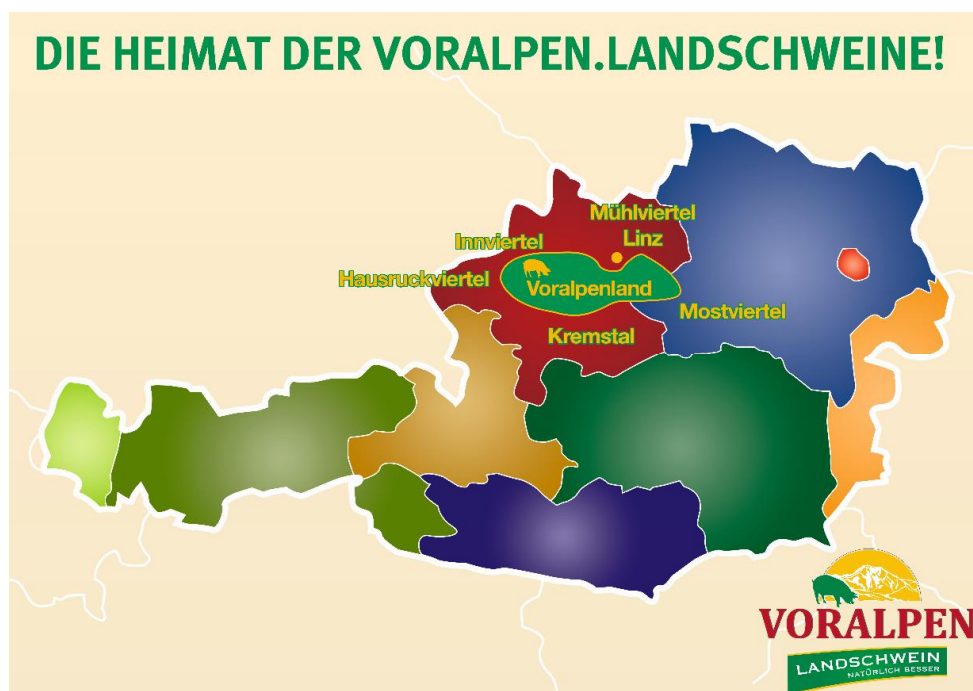 DIE HEIMAT DER VORALPEN.LANDSCHWEINE!
Mühlviertel
Linz
Innviertel
Hausruckviertel
Voralpenland
Mostviertel
Kremstal
VORALPEN
LANDSCHWEIN
NATÜRLICH BESSER